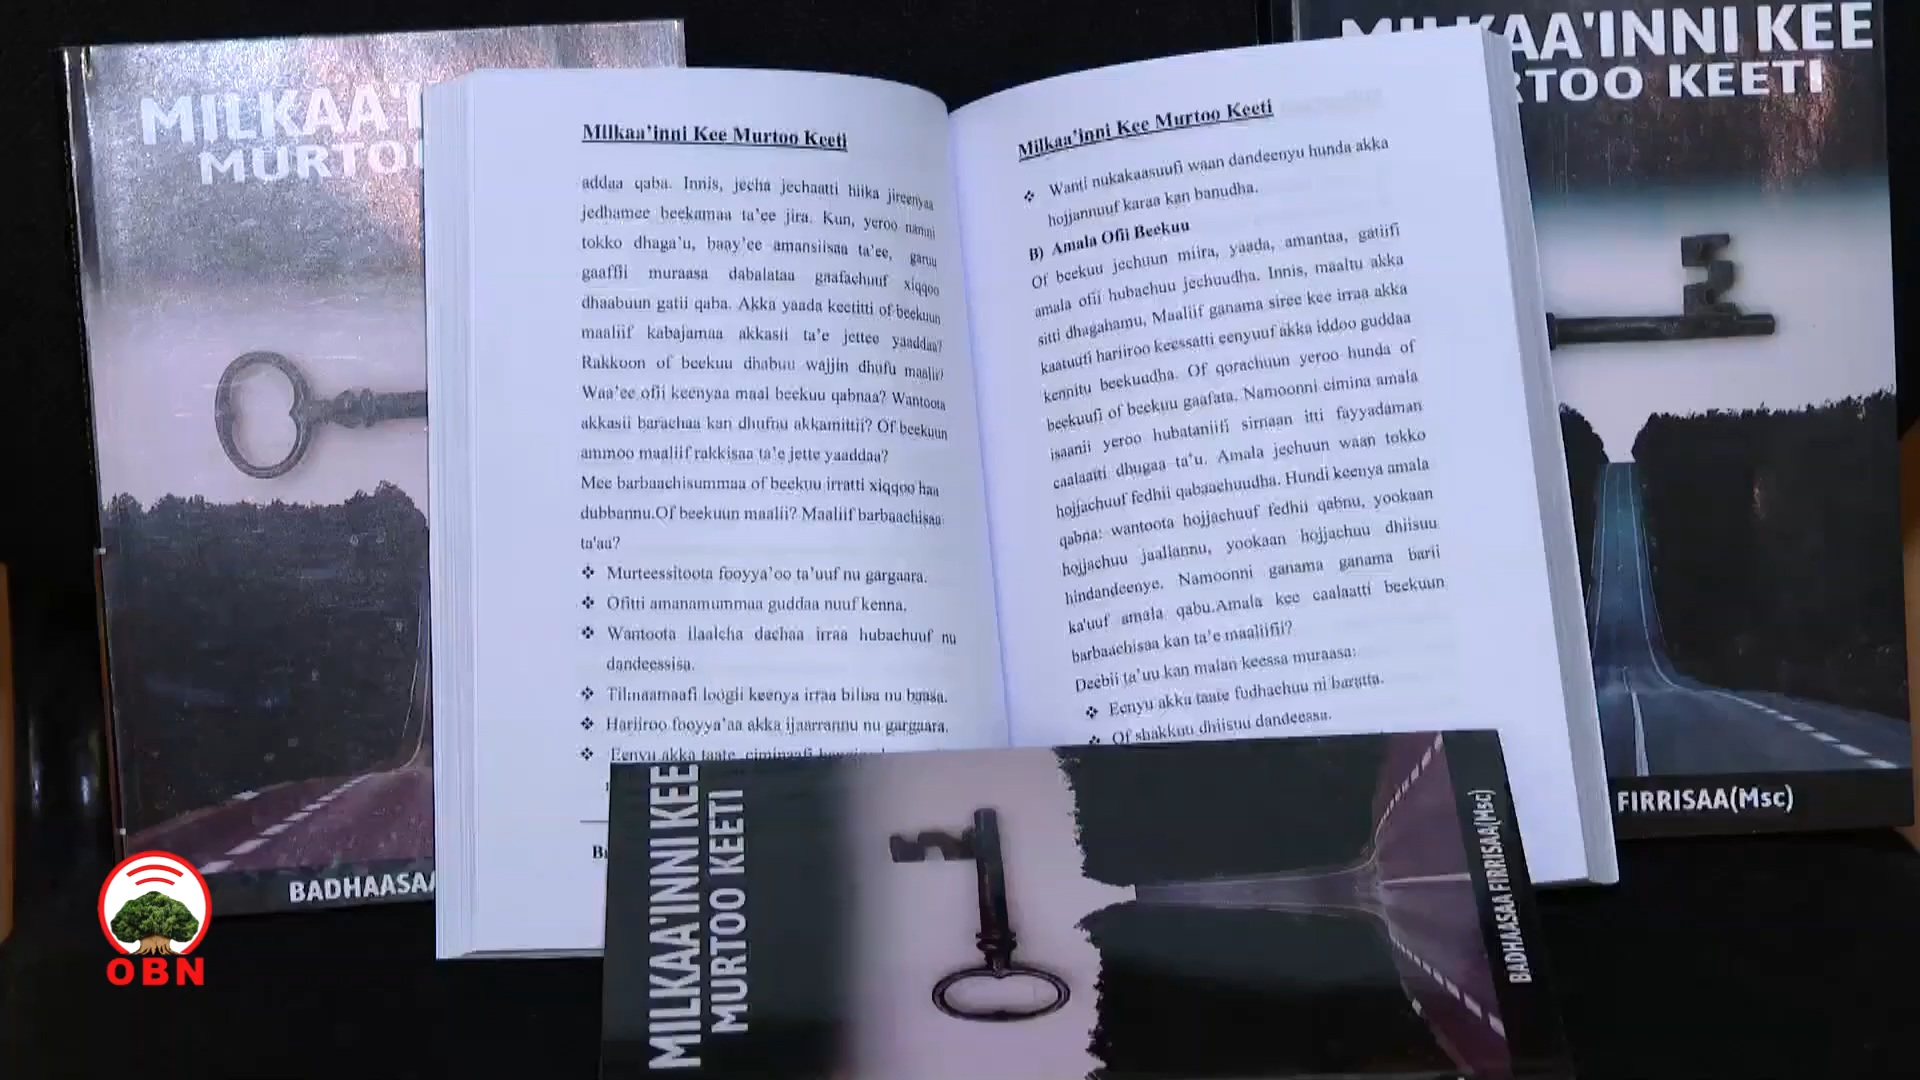 MILKAA'I
MURTOO
MILKAA'INNI KEE
RTOO KEETI
Milkaa'inni Kee Murtoo Keeti
addaa qaba. Innis, jecha jechaatti hiika jireenyaa
jedhamee beekamaa ta'ee jira. Kun, yeroo namni
tokko dhaga'u, baay'ee amansiisaa ta'ee, garuu
gaaffii muraasa dabalataa gaafachuuf xiqqoo
dhaabuun gatii qaba. Akka yaada keetitti of beekuun
maaliif kabajamaa akkasii ta'e jettee yaaddaa?
Rakkoon of beekuu dhabuu wajjin dhufu maalii?
Waa'ee ofii keenyaa maal beekuu qabnaa? Wantoota
akkasii barachaa kan dhufnu akkamittii? Of beekuun
ammoo maaliif rakkisaa ta'e jette yaaddaa?
Mee barbaachisummaa of beekuu irratti xiqqoo haa
dubbannu.Of beekuun maalii? Maaliif barbaachisaa
ta'aa?
❖ Murteessitoota fooyya'oo ta'uuf nu gargaara.
❖ Ofitti amanamummaa guddaa nuuf kenna.
❖ Wantoota ilaalcha dachaa irraa hubachuuf nu
dandeessisa.
❖ Tilmaamaafi loogii keenya irraa bilisa nu baasa.
❖ Hariiroo fooyya'aa akka ijaarrannu nu gargaara.
❖ Eenyu akka taate
Milkaa'inni Kee Murtoo Keeti
❖ Wanti nukakaasuufi waan dandeenyu hunda akka
hojjannuuf karaa kan banudha.
B) Amala Ofii Beekuu
Of beekuu jechuun miira, yaada, amantaa, gatiifi
amala ofii hubachuu jechuudha. Innis, maaltu akka
sitti dhagahamu, Maaliif ganama siree kee irraa akka
kaatuufi hariiroo keessatti eenyuuf akka iddoo guddaa
kennitu beekuudha. Of qorachuun yeroo hunda of
beekuufi of beekuu gaafata. Namoonni cimina amala
isaanii yeroo hubataniifi sirnaan itti fayyadaman
caalaatti dhugaa ta'u. Amala jechuun waan tokko
hojjachuuf fedhii qabaachuudha. Hundi keenya amala
qabna: wantoota hojjachuuf fedhii qabnu, yookaan
hojjachuu jaallannu, yookaan hojjachuu dhiisuu
hindandeenye. Namoonni ganama ganama barii
ka'uuf amala qabu.Amala kee caalaatti beekuun
barbaachisaa kan ta'e maaliifii?
Deebii ta'uu kan malan keessa muraasa:
❖ Eenyu akka taate fudhachuu ni baratta.
❖ Of shakkuu dhiisuu dandeessa.
BADHAASAA
FIRRISAA(Msc)
MILKAA'INNI KEE
MURTOO KEETI
BADHAASAA FIRRISAA(Msc)
OBN